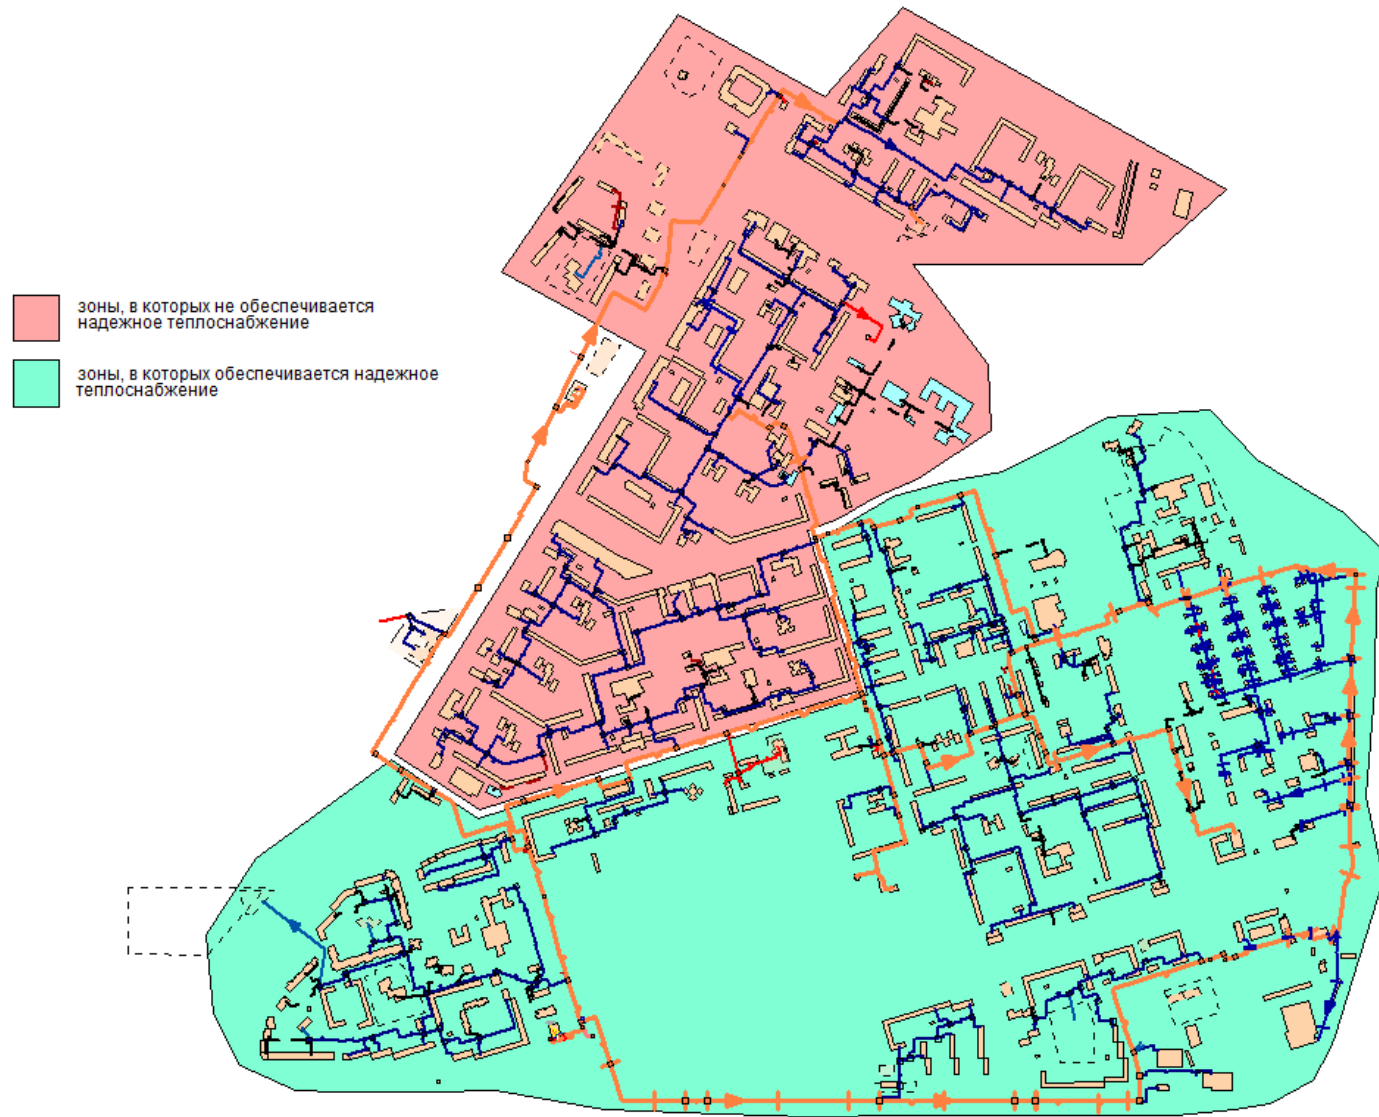 зоны, в которых не обеспечивается
надежное теплоснабжение
зоны, в которых обеспечивается надежное
теплоснабжение